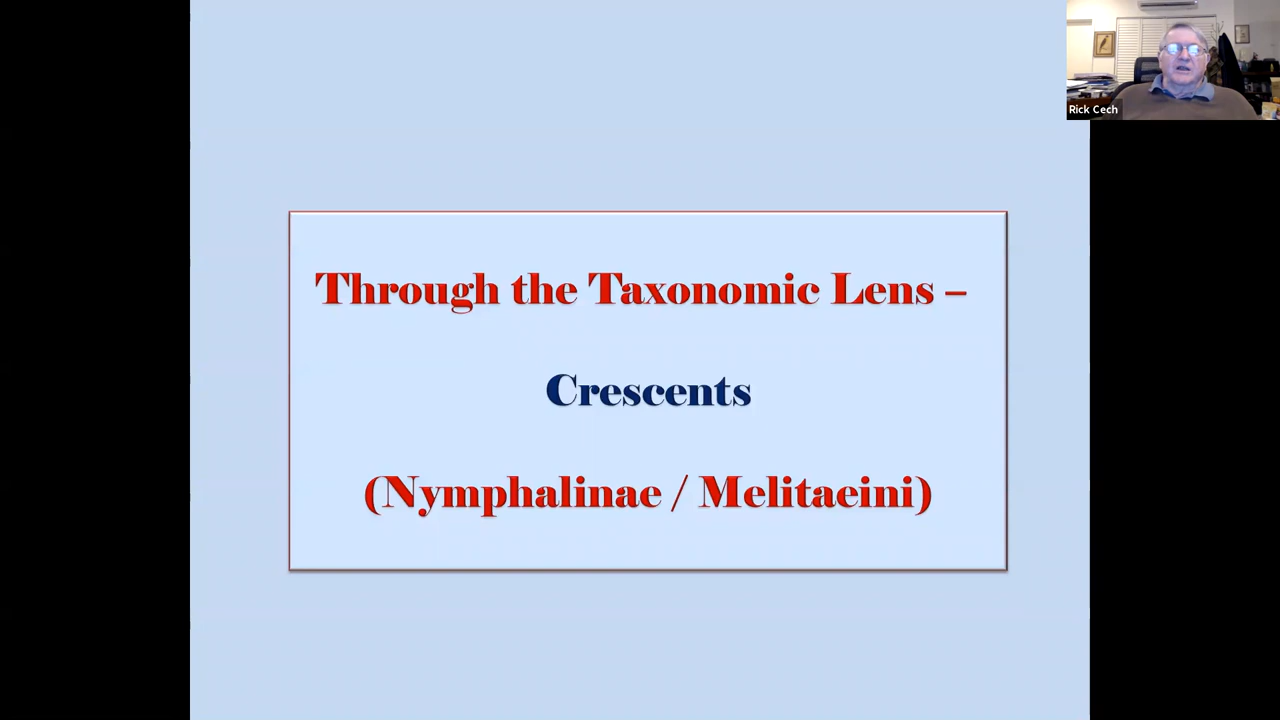 Rick Cech
Through the Taxonomic Lens –
Crescents
(Nymphalinae / Melitaeini)